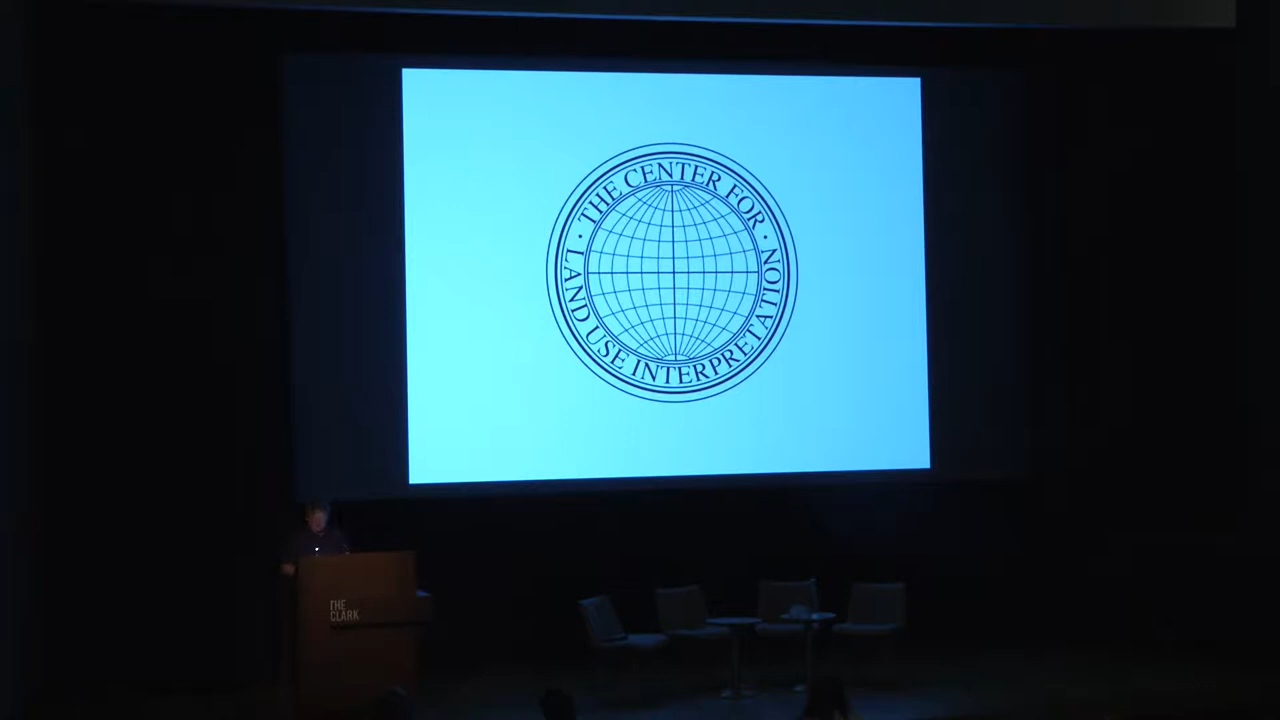 · THE CENTER FOR ·
LAND USE INTERPRETATION
THE
CLARK